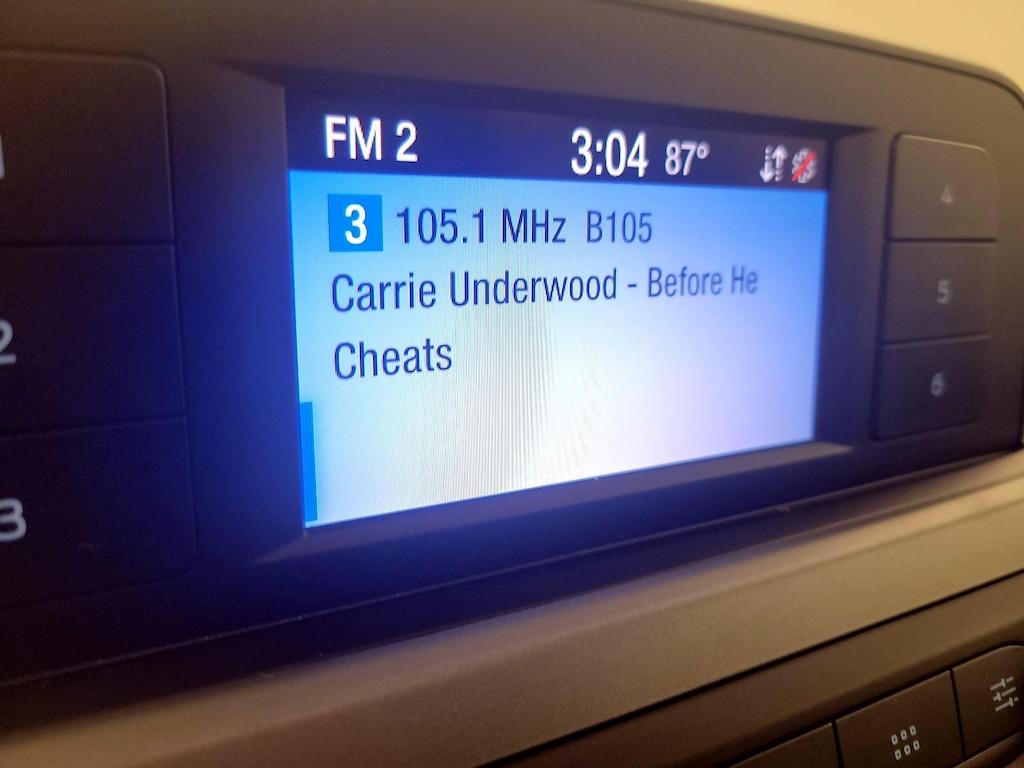 FM 2 3:04 87°
3 105.1 MHz B105
Carrie Underwood - Before He
Cheats
2
3
4
5
6